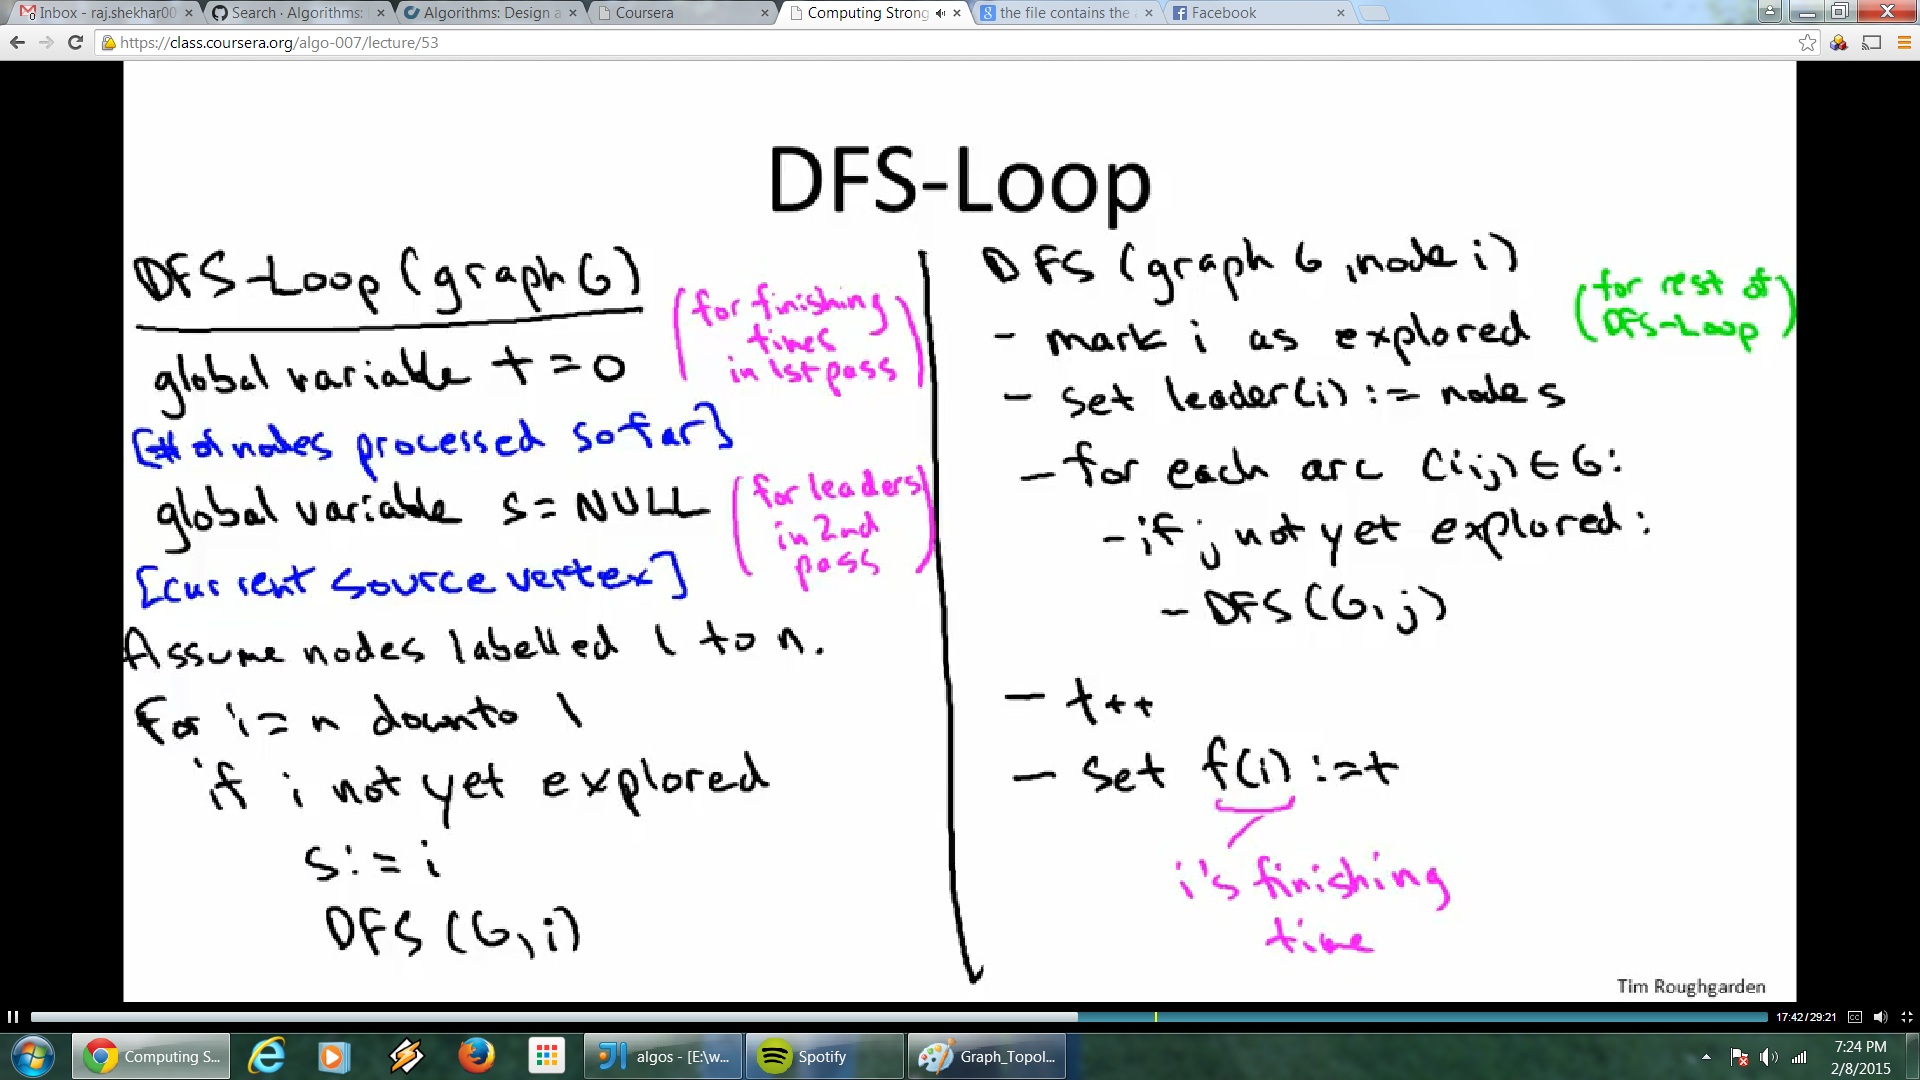 Inbox - raj.shekhar00
Search · Algorithms:
Algorithms: Design a
Coursera
Computing Strong
the file contains the
Facebook
https://class.coursera.org/algo-007/lecture/53
DFS-Loop
DFS-Loop (graph G)
(for finishing
times
in 1st pass)
global variable t = 0
[# of nodes processed so far]
global variable s = NULL
(for leaders
in 2nd
pass)
[current source vertex]
Assume nodes labelled 1 to n.
For i = n down to 1
if i not yet explored
s := i
DFS (G, i)
DFS (graph G, node i)
- mark i as explored
(for rest of
DFS-Loop)
- set leader(i) := node s
- for each arc (i,j) ∈ G:
- if j not yet explored:
- DFS (G, j)
- t++
- set f(i) := t
i's finishing
time
Tim Roughgarden
17:42/29:21
CC
Computing S...
algos - [E:\w...
Spotify
Graph_Topol...
7:24 PM
2/8/2015